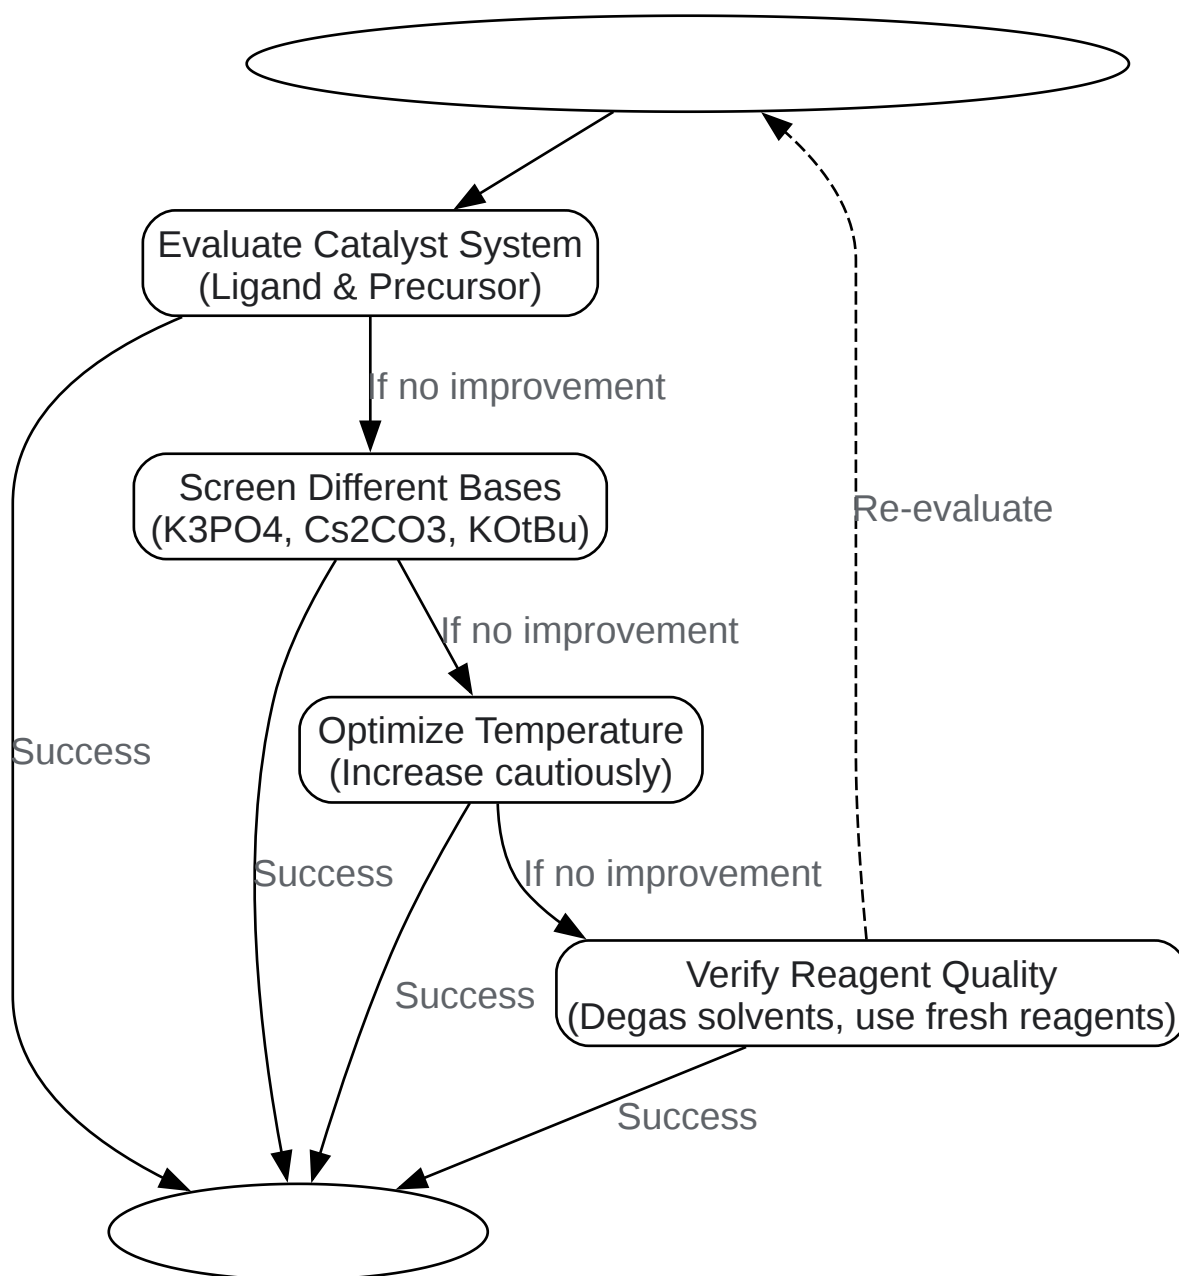 Evaluate Catalyst System
(Ligand & Precursor)
If no improvement
Screen Different Bases
(K3PO4, Cs2CO3, KOtBu)
Re-evaluate
If no improvement
Optimize Temperature
(Increase cautiously)
Success
Success
If no improvement
Verify Reagent Quality
(Degas solvents, use fresh reagents)
Success
Success